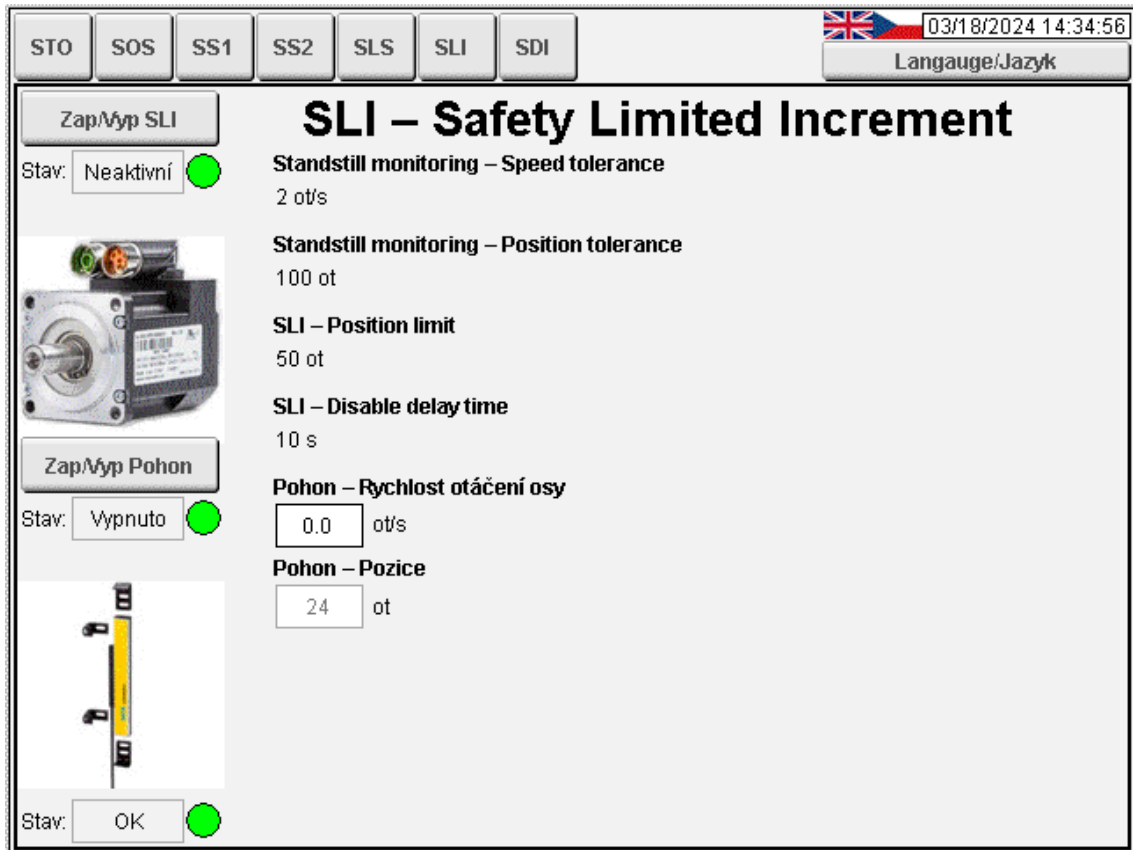 STO SOS SS1 SS2 SLS SLI SDI
03/18/2024 14:34:56
Langauge/Jazyk
Zap/Vyp SLI
SLI – Safety Limited Increment
Stav: Neaktivní
Standstill monitoring – Speed tolerance
2 ot/s
Standstill monitoring – Position tolerance
100 ot
SLI – Position limit
50 ot
SLI – Disable delay time
10 s
Zap/Vyp Pohon
Stav: Vypnuto
Pohon – Rychlost otáčení osy
0.0 ot/s
Pohon – Pozice
24 ot
Stav: OK